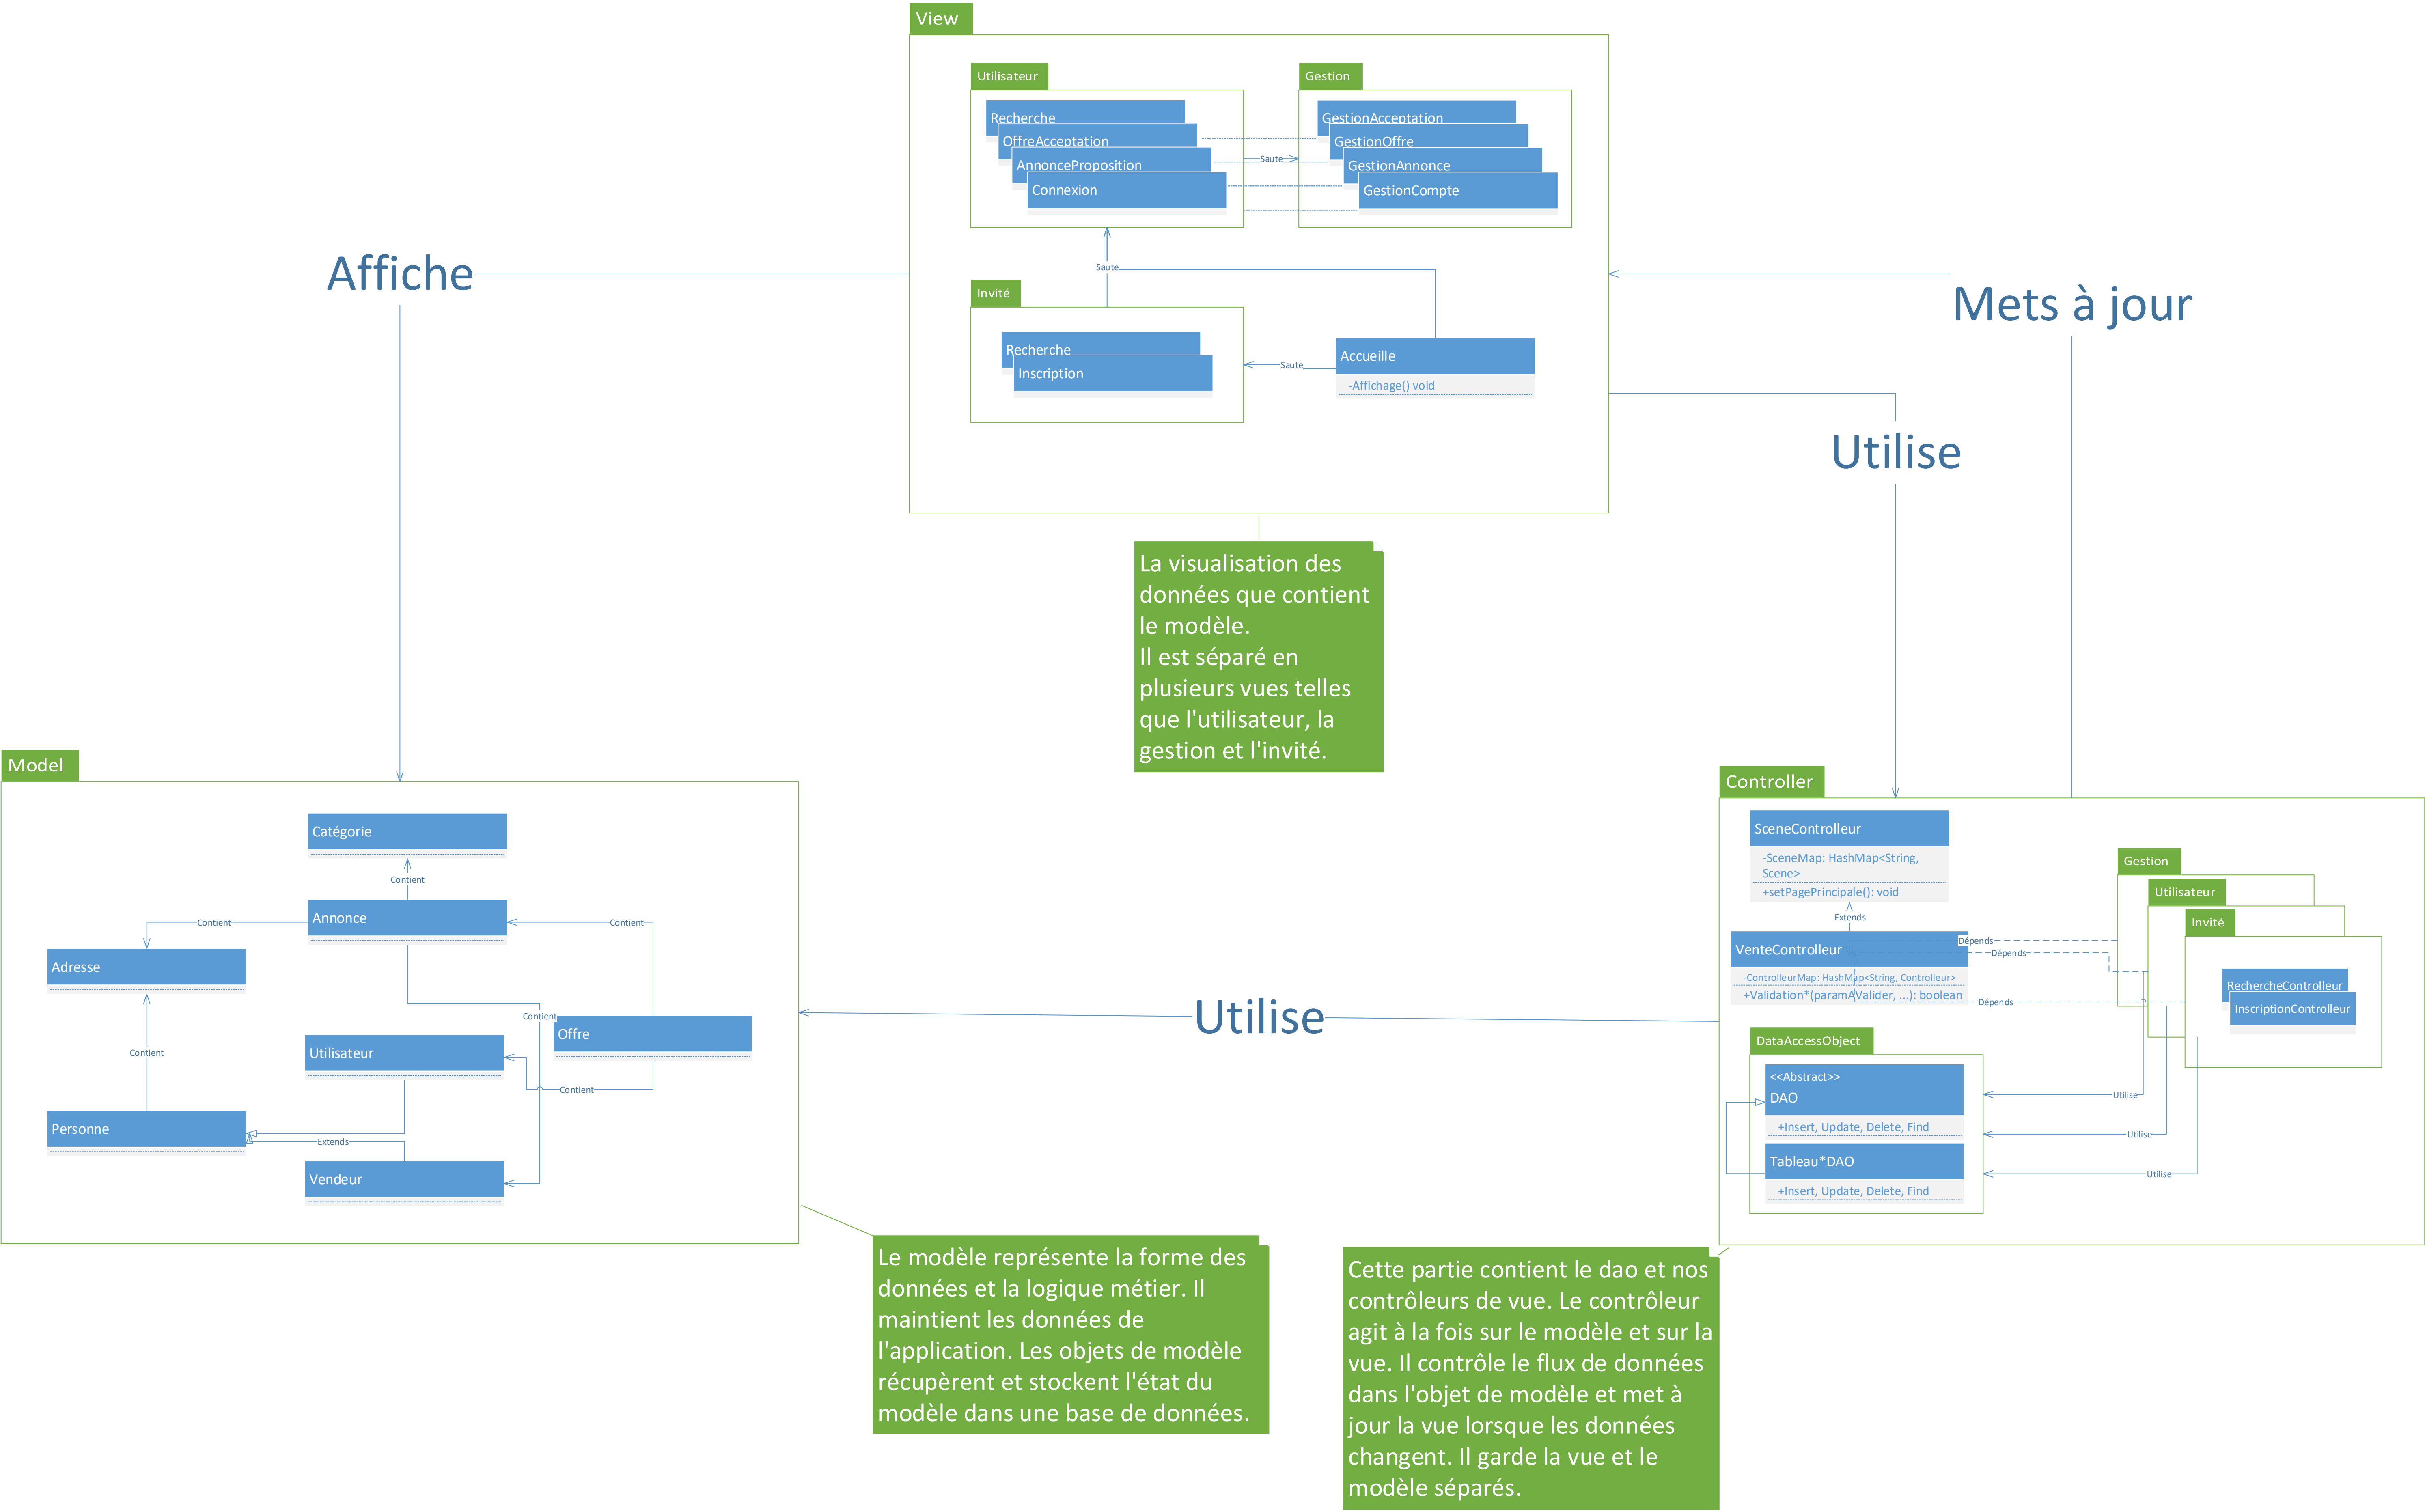 View
Utilisateur
Recherche
OffreAcceptation
AnnonceProposition
Connexion
Saute
Gestion
GestionAcceptation
GestionOffre
GestionAnnonce
GestionCompte
Saute
Invité
Recherche
Inscription
Saute
Accueille
-Affichage() void
Affiche
Mets à jour
Utilise
La visualisation des
données que contient
le modèle.
Il est séparé en
plusieurs vues telles
que l'utilisateur, la
gestion et l'invité.
Model
Catégorie
Contient
Annonce
Contient
Contient
Adresse
Contient
Offre
Utilisateur
Contient
Contient
Personne
Extends
Vendeur
Utilise
Controller
SceneControlleur
-SceneMap: HashMap<String,
Scene>
+setPagePrincipale(): void
Extends
VenteControlleur
-ControlleurMap: HashMap<String, Controlleur>
+Validation*(paramAValider, ...): boolean
Dépends
Dépends
Dépends
Gestion
Utilisateur
Invité
RechercheControlleur
InscriptionControlleur
DataAccessObject
<<Abstract>>
DAO
+Insert, Update, Delete, Find
Tableau*DAO
+Insert, Update, Delete, Find
Utilise
Utilise
Utilise
Le modèle représente la forme des
données et la logique métier. Il
maintient les données de
l'application. Les objets de modèle
récupèrent et stockent l'état du
modèle dans une base de données.
Cette partie contient le dao et nos
contrôleurs de vue. Le contrôleur
agit à la fois sur le modèle et sur la
vue. Il contrôle le flux de données
dans l'objet de modèle et met à
jour la vue lorsque les données
changent. Il garde la vue et le
modèle séparés.